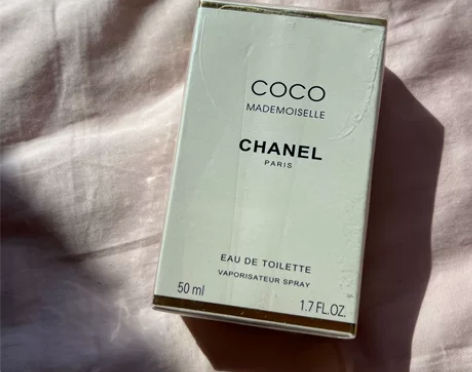 COCO
MADEMOISELLE
CHANEL
PARIS
EAU DE TOILETTE
VAPORISATEUR SPRAY
50 ml 1.7 FL.OZ.